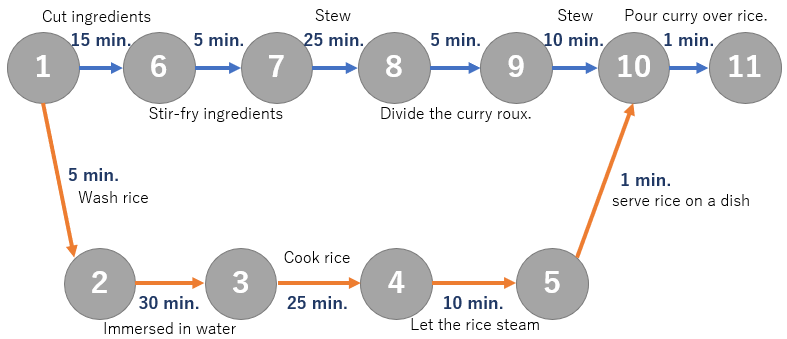 Cut ingredients
Stew
Stew
Pour curry over rice.
15 min.
5 min.
25 min.
5 min.
10 min.
1 min.
1
6
7
8
9
10
11
Stir-fry ingredients
Divide the curry roux.
5 min.
Wash rice
1 min.
serve rice on a dish
Cook rice
2
3
4
5
30 min.
25 min.
10 min.
Immersed in water
Let the rice steam